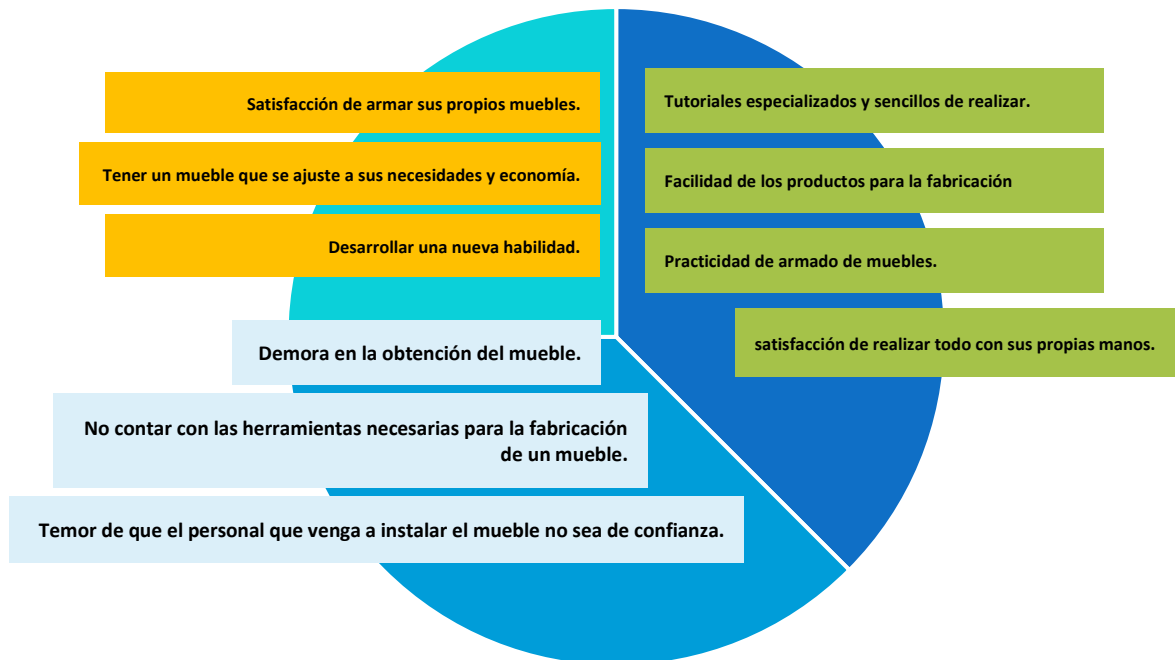 Satisfacción de armar sus propios muebles.
Tener un mueble que se ajuste a sus necesidades y economía.
Desarrollar una nueva habilidad.
Demora en la obtención del mueble.
No contar con las herramientas necesarias para la fabricación
de un mueble.
Temor de que el personal que venga a instalar el mueble no sea de confianza.
Tutoriales especializados y sencillos de realizar.
Facilidad de los productos para la fabricación
Practicidad de armado de muebles.
satisfacción de realizar todo con sus propias manos.